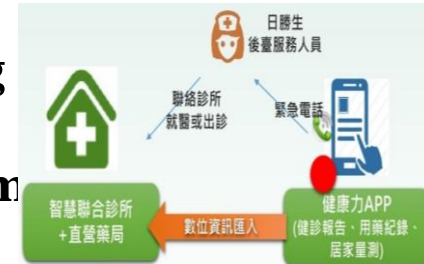 日勝生
後臺服務人員
聯絡診所
就醫或出診
緊急電話
智慧聯合診所
+直營藥局
數位資訊匯入
健康力APP
(健診報告、用藥紀錄、
居家量測)
g
m